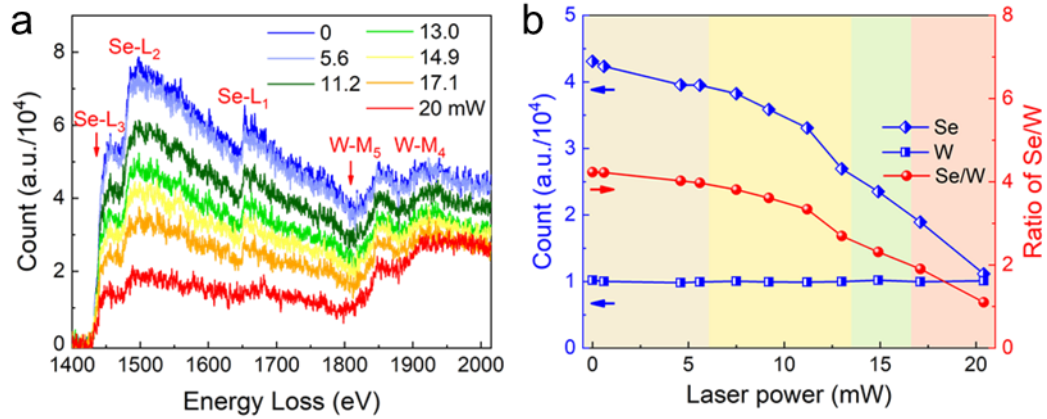 a
Se-L₂
Se-L₃
Se-L₁
W-M₅
W-M₄
0
5.6
11.2
13.0
14.9
17.1
20 mW
Count (a.u./10⁴)
8
6
4
2
0
1400 1500 1600 1700 1800 1900 2000
Energy Loss (eV)
b
Count (a.u./10⁴)
5
4
3
2
1
0
Se
W
Se/W
8
6
4
2
0
Ratio of Se/W
0 5 10 15 20
Laser power (mW)